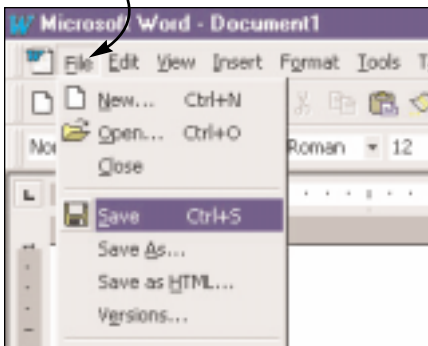 Microsoft Word - Document1
File Edit View Insert Format Tools T
New... Ctrl+N
Open... Ctrl+O
Roman 12
Close
Save Ctrl+S
Save As...
Save as HTML...
Versions...